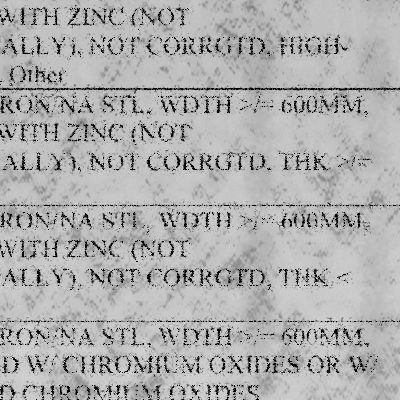 WITH ZINC (NOT
ALLY), NOT CORRGTD, HIGH-
, Other
RON/NA STL, WDTH >/= 600MM,
WITH ZINC (NOT
ALLY), NOT CORRGTD, THK >/=
RON/NA STL, WDTH >/= 600MM,
WITH ZINC (NOT
ALLY), NOT CORRGTD, THK <
RON/NA STL, WDTH >/= 600MM,
D W/ CHROMIUM OXIDES OR W/
D CHROMIUM OXIDES